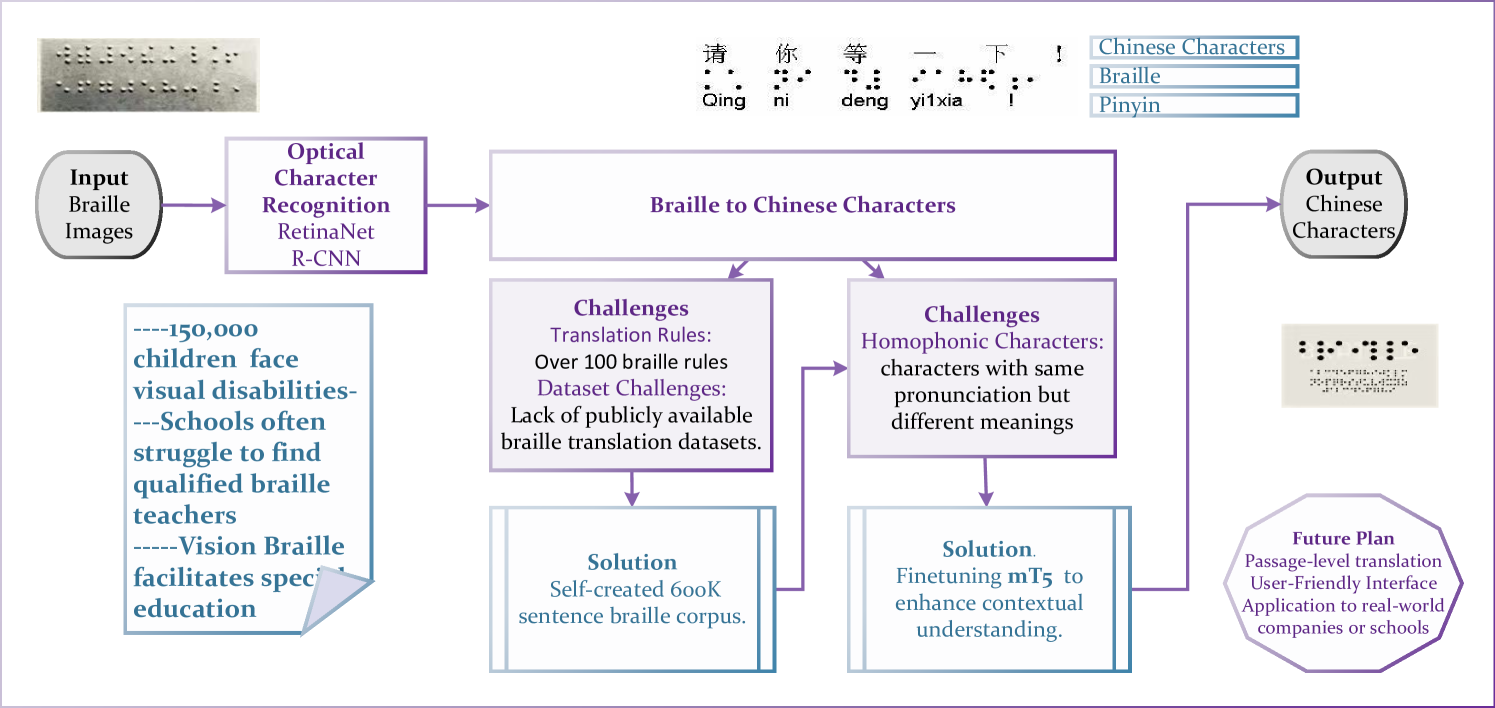 请 你 等 一 下 !
Qing ni deng yi1xia !
Chinese Characters
Braille
Pinyin
Input
Braille
Images
Optical
Character
Recognition
RetinaNet
R-CNN
Braille to Chinese Characters
Output
Chinese
Characters
----150,000
children face
visual disabilities-
---Schools often
struggle to find
qualified braille
teachers
-----Vision Braille
facilitates special
education
Challenges
Translation Rules:
Over 100 braille rules
Dataset Challenges:
Lack of publicly available
braille translation datasets.
Challenges
Homophonic Characters:
characters with same
pronunciation but
different meanings
Solution
Self-created 600K
sentence braille corpus.
Solution.
Finetuning mT5 to
enhance contextual
understanding.
Future Plan
Passage-level translation
User-Friendly Interface
Application to real-world
companies or schools